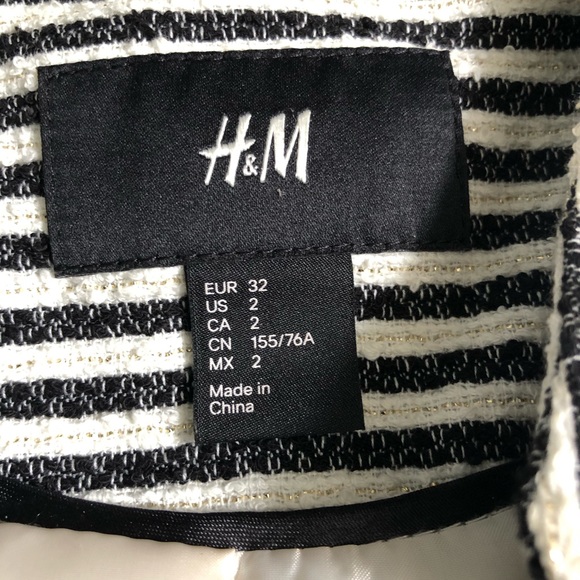 H&M
EUR 32
US 2
CA 2
CN 155/76A
MX 2
Made in
China